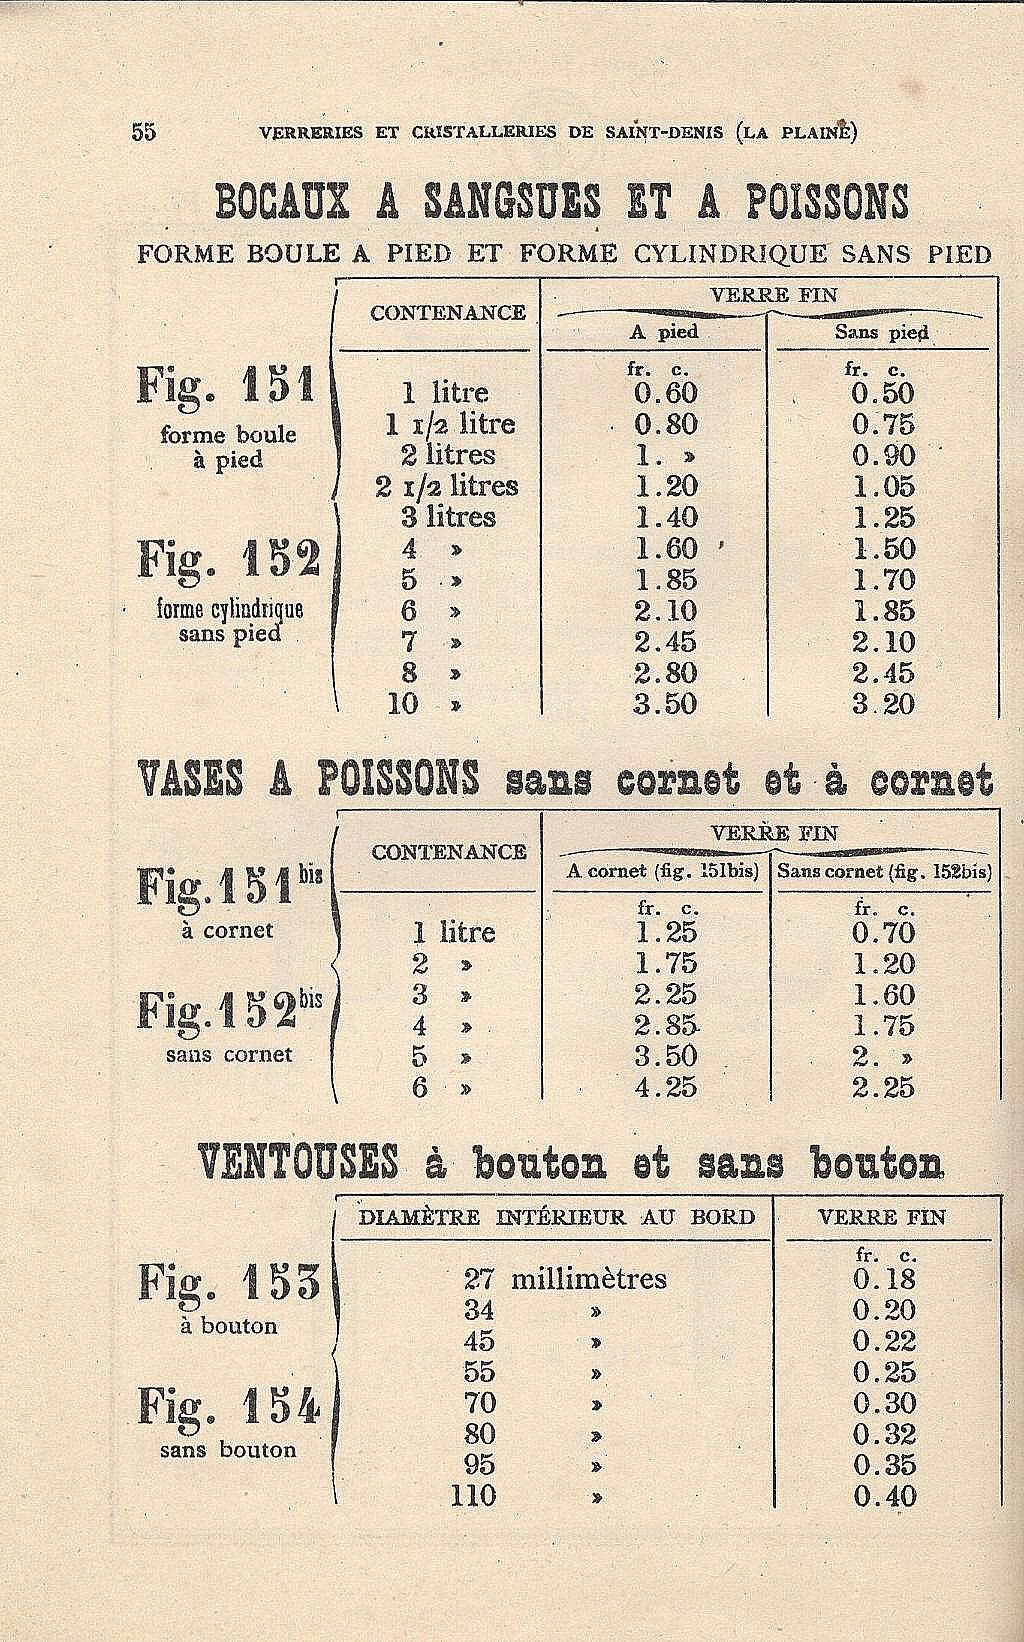 55 VERRERIES ET CRISTALLERIES DE SAINT-DENIS (LA PLAINE)
BOCAUX A SANGSUES ET A POISSONS
FORME BOULE A PIED ET FORME CYLINDRIQUE SANS PIED
CONTENANCE VERRE FIN
A pied Sans pied
Fig. 151
forme boule
à pied
Fig. 152
forme cylindrique
sans pied
fr. c. fr. c.
1 litre 0.60 0.50
1 1/2 litre 0.80 0.75
2 litres 1. » 0.90
2 1/2 litres 1.20 1.05
3 litres 1.40 1.25
4 » 1.60 1.50
5 » 1.85 1.70
6 » 2.10 1.85
7 » 2.45 2.10
8 » 2.80 2.45
10 » 3.50 3.20
VASES A POISSONS sans cornet et à cornet
CONTENANCE VERRE FIN
A cornet (fig. 151bis) Sans cornet (fig. 152bis)
Fig. 151 bis
à cornet
Fig. 152 bis
sans cornet
fr. c. fr. c.
1 litre 1.25 0.70
2 » 1.75 1.20
3 » 2.25 1.60
4 » 2.85 1.75
5 » 3.50 2. »
6 » 4.25 2.25
VENTOUSES à bouton et sans bouton
DIAMÈTRE INTÉRIEUR AU BORD VERRE FIN
Fig. 153
à bouton
Fig. 154
sans bouton
fr. c.
27 millimètres 0.18
34 » 0.20
45 » 0.22
55 » 0.25
70 » 0.30
80 » 0.32
95 » 0.35
110 » 0.40